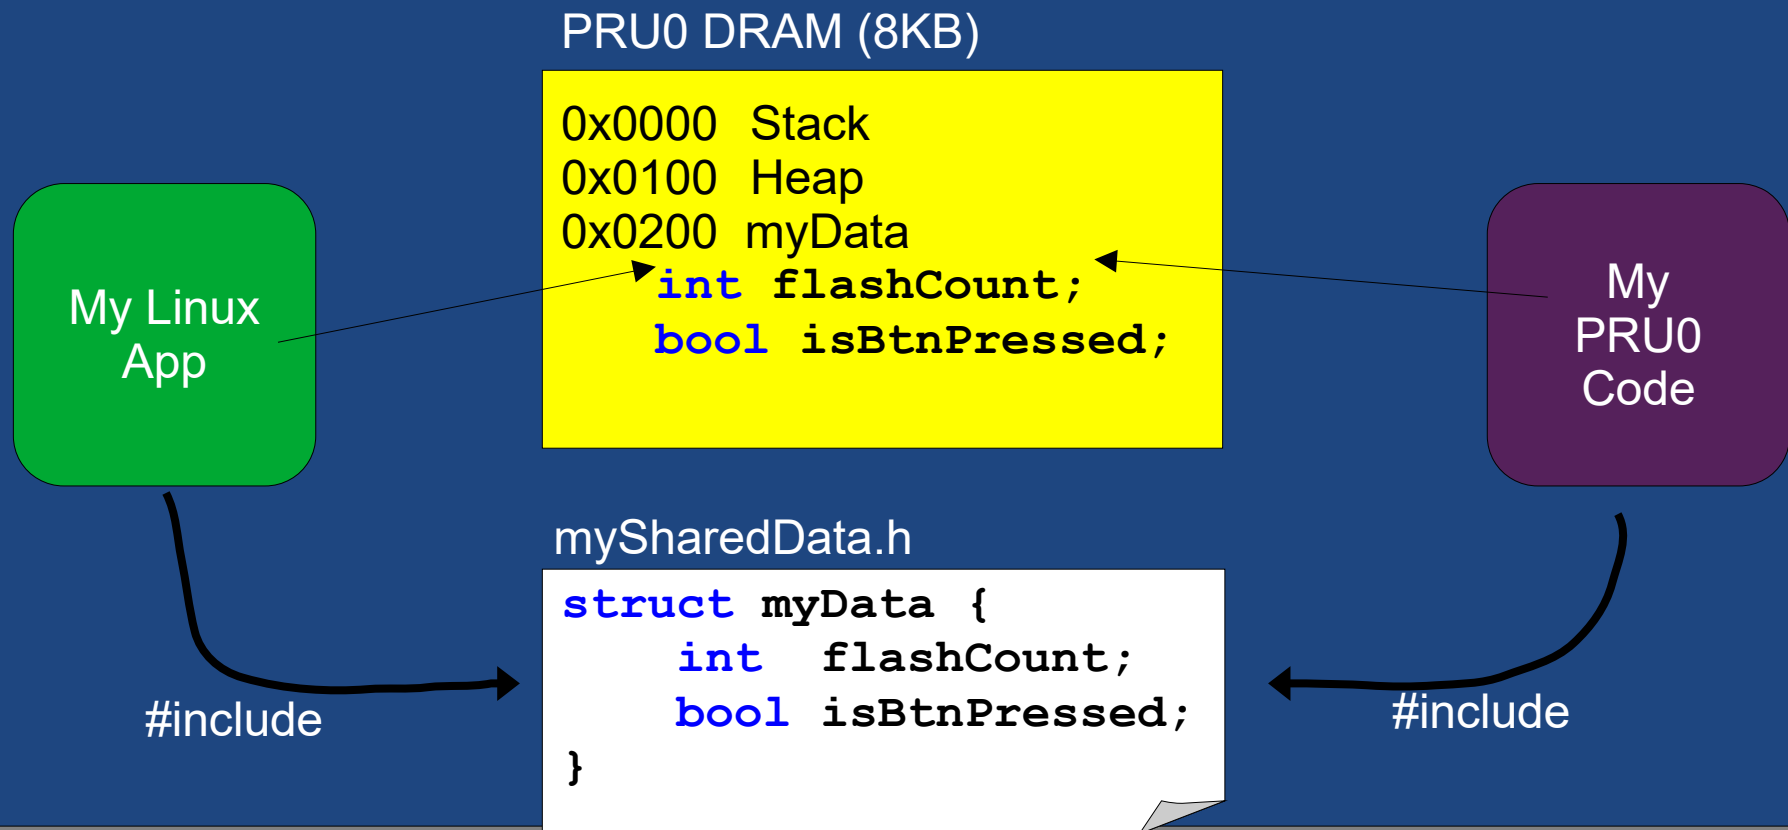 PRU0 DRAM (8KB)
0x0000 Stack
0x0100 Heap
0x0200 myData
int flashCount;
bool isBtnPressed;
My Linux
App
My
PRU0
Code
mySharedData.h
struct myData {
int flashCount;
bool isBtnPressed;
}
#include
#include